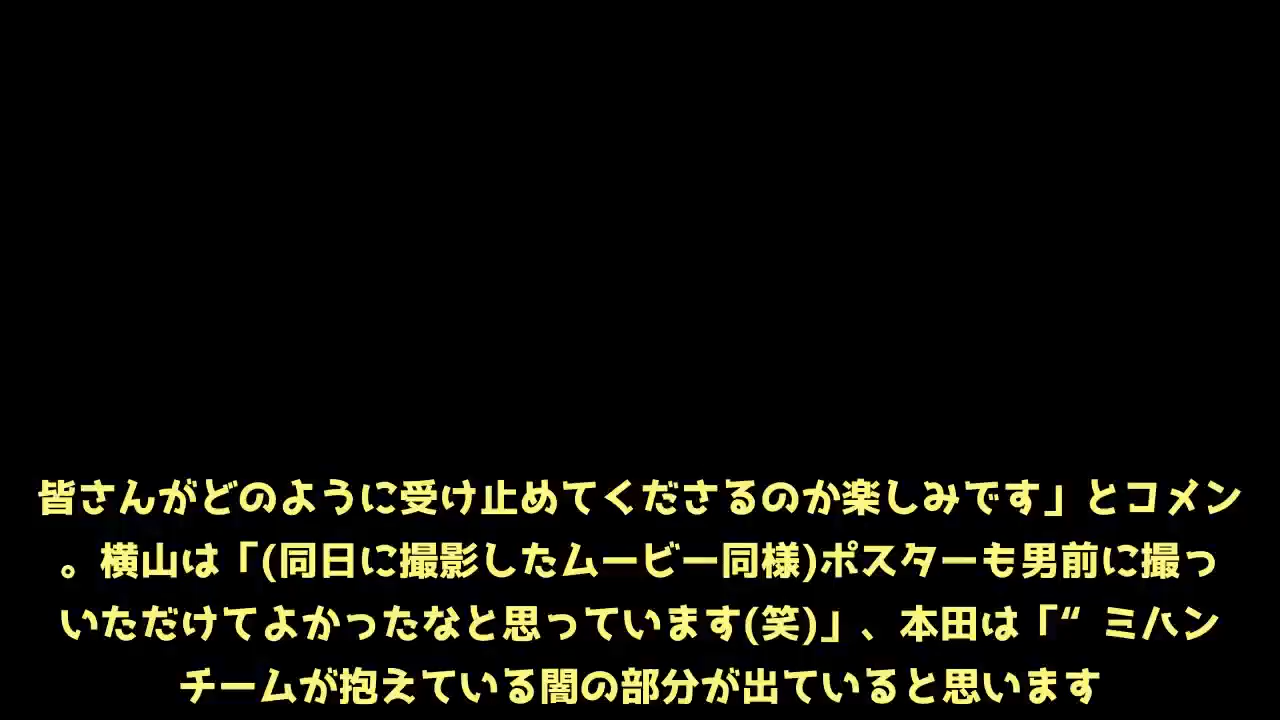 皆さんがどのように受け止めてくださるのか楽しみです」とコメン
。横山は「(同日に撮影したムービー同様)ポスターも男前に撮っ
いただけてよかったなと思っています(笑)」、本田は「“ ミハン
チームが抱えている闇の部分が出ていると思います